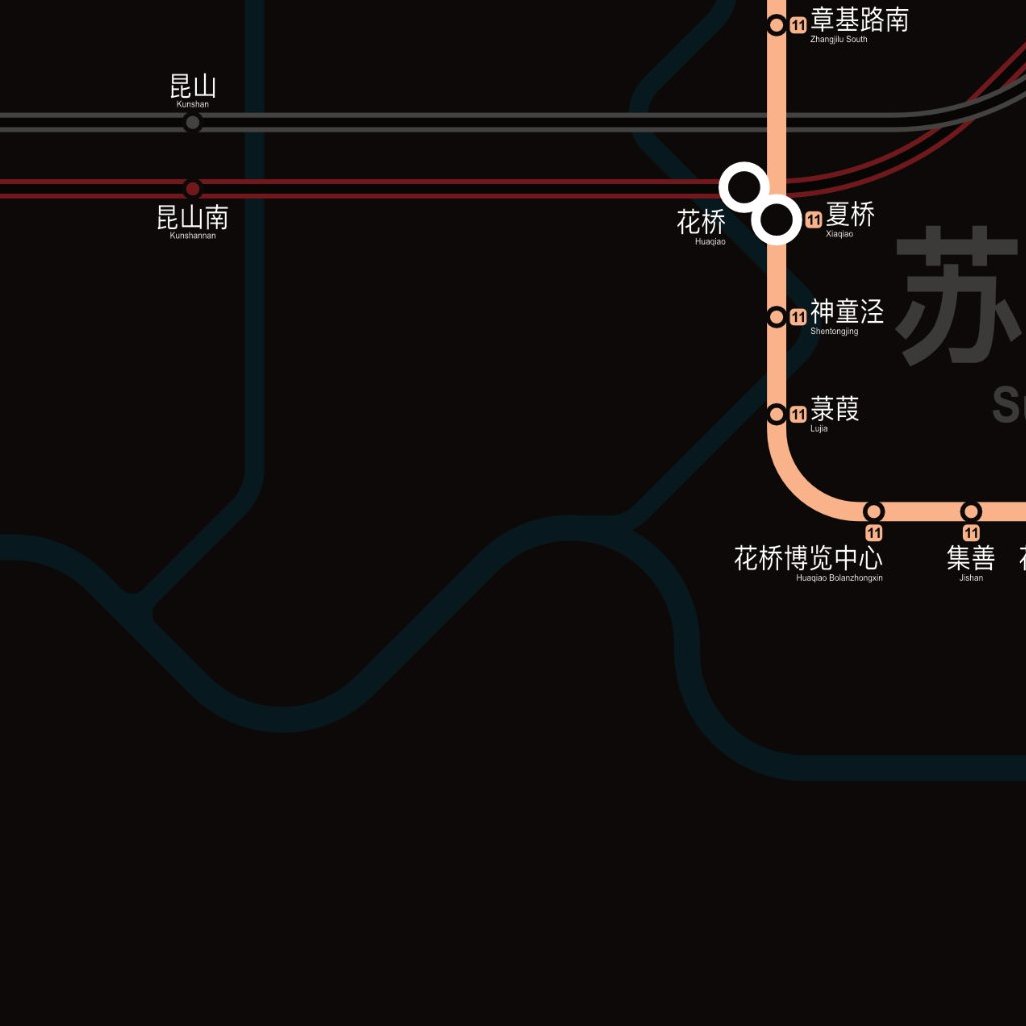 11 章基路南
Zhangjilu South
昆山
Kunshan
昆山南
Kunshannan
花桥
Huaqiao
11 夏桥
Xiaqiao
苏
Su
11 神童泾
Shentongjing
11 菉葭
Lujia
11
花桥博览中心
Huaqiao Bolanzhongxin
11
集善
Jishan